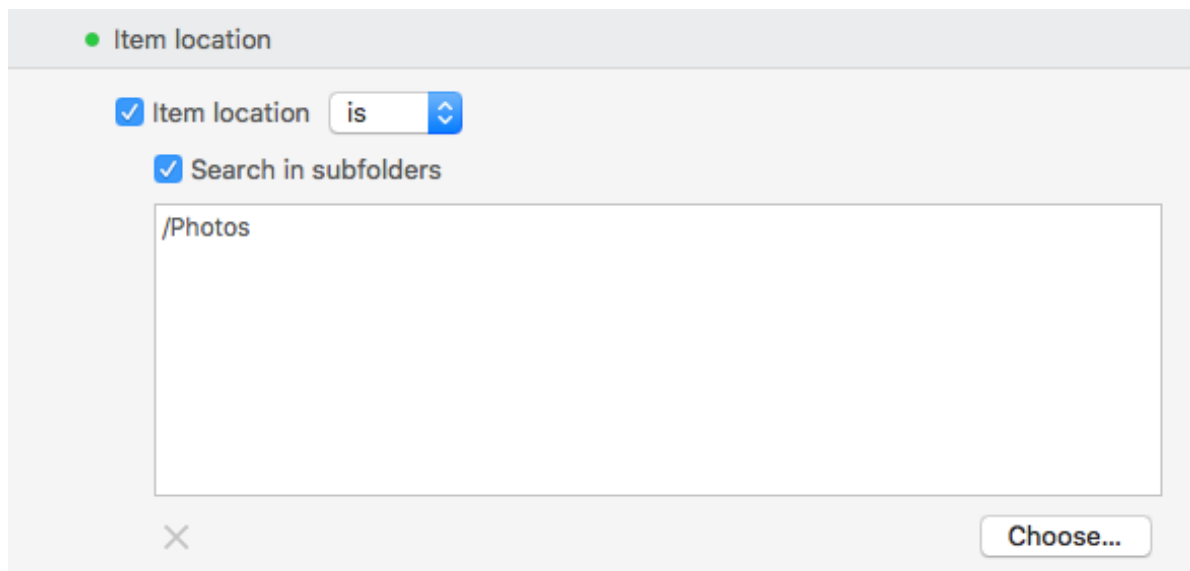 Item location
Item location is
Search in subfolders
/Photos
Choose...